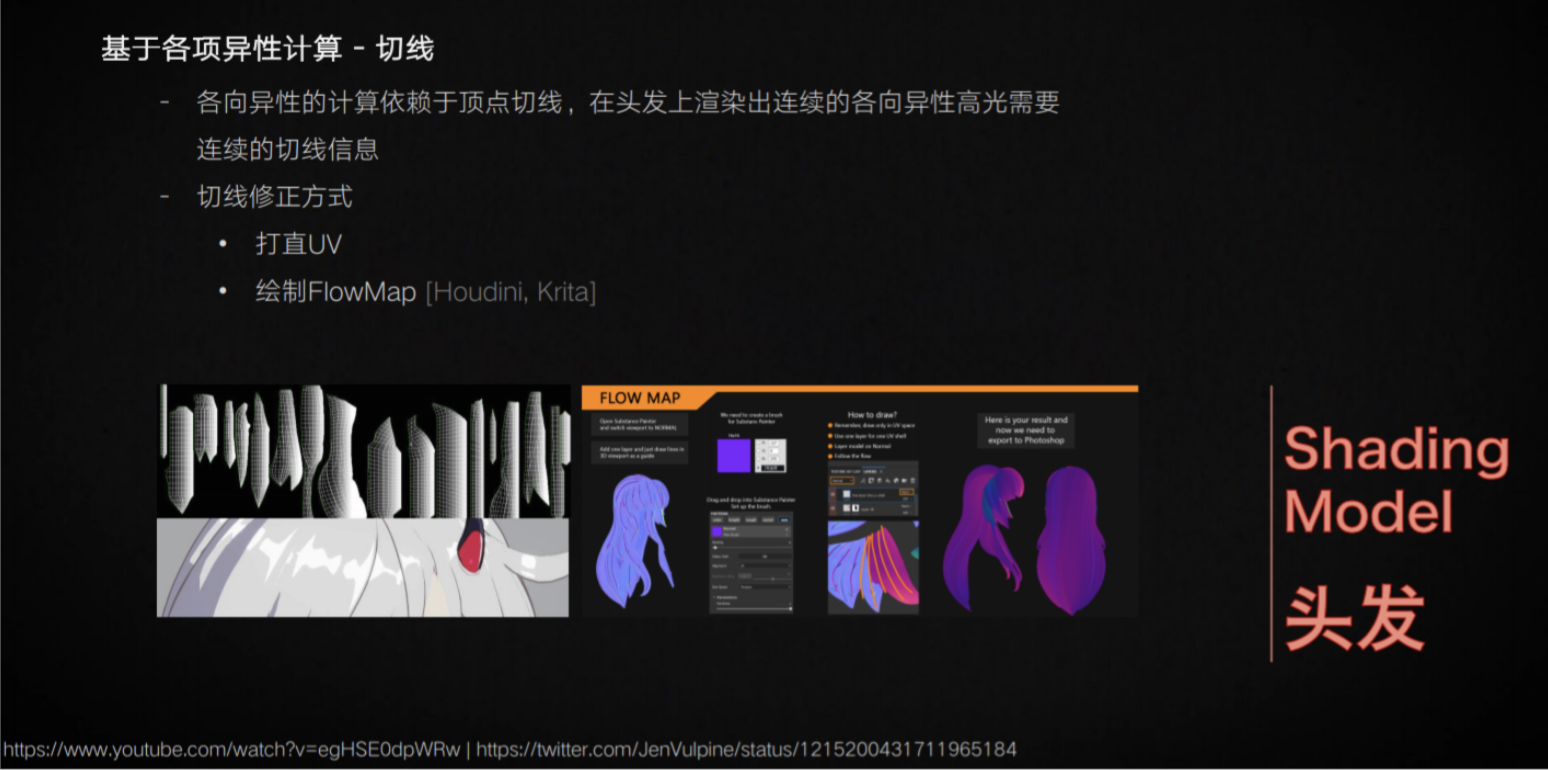 基于各项异性计算 - 切线
- 各向异性的计算依赖于顶点切线，在头发上渲染出连续的各向异性高光需要
连续的切线信息
- 切线修正方式
• 打直UV
• 绘制FlowMap [Houdini, Krita]
FLOW MAP
Open Substance Painter
and switch viewport to NORMAL
Add one layer and just draw lines in
3D viewport as a guide
We need to create a brush
for Substans Painter
Drag and drop into Substance Painter
Set up the brush.
How to draw?
Remember: draw only in UV space
Use one layer for one UV shell
Layer model on Normal
Follow the flow
Here is your result and
now we need to
export to Photoshop
Shading
Model
头发
https://www.youtube.com/watch?v=egHSE0dpWRw | https://twitter.com/JenVulpine/status/1215200431711965184